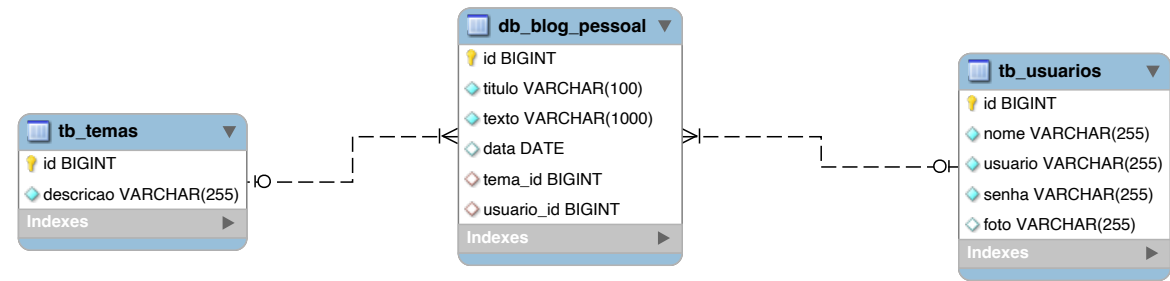 tb_temas
id BIGINT
descricao VARCHAR(255)
Indexes
db_blog_pessoal
id BIGINT
titulo VARCHAR(100)
texto VARCHAR(1000)
data DATE
tema_id BIGINT
usuario_id BIGINT
Indexes
tb_usuarios
id BIGINT
nome VARCHAR(255)
usuario VARCHAR(255)
senha VARCHAR(255)
foto VARCHAR(255)
Indexes